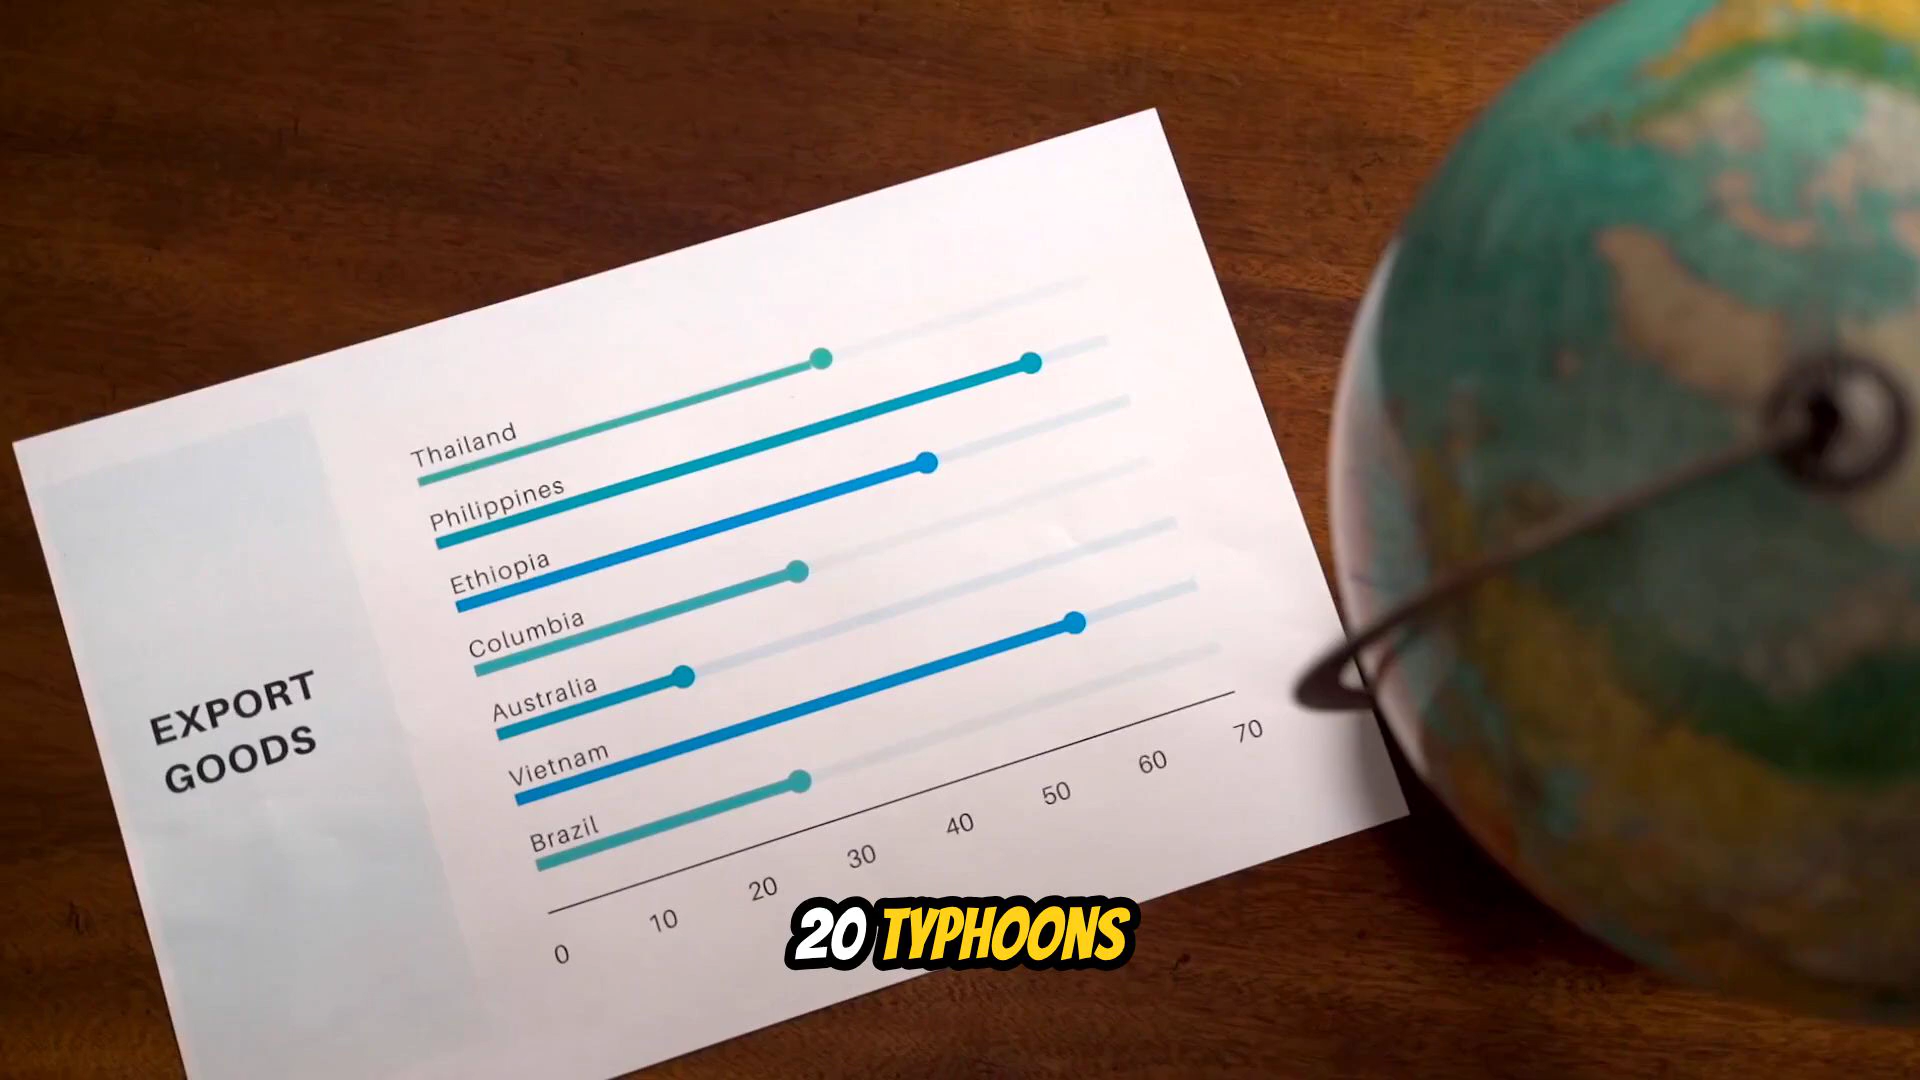 EXPORT
GOODS
Thailand
Philippines
Ethiopia
Columbia
Australia
Vietnam
Brazil
0 10 20 30 40 50 60 70
20 TYPHOONS